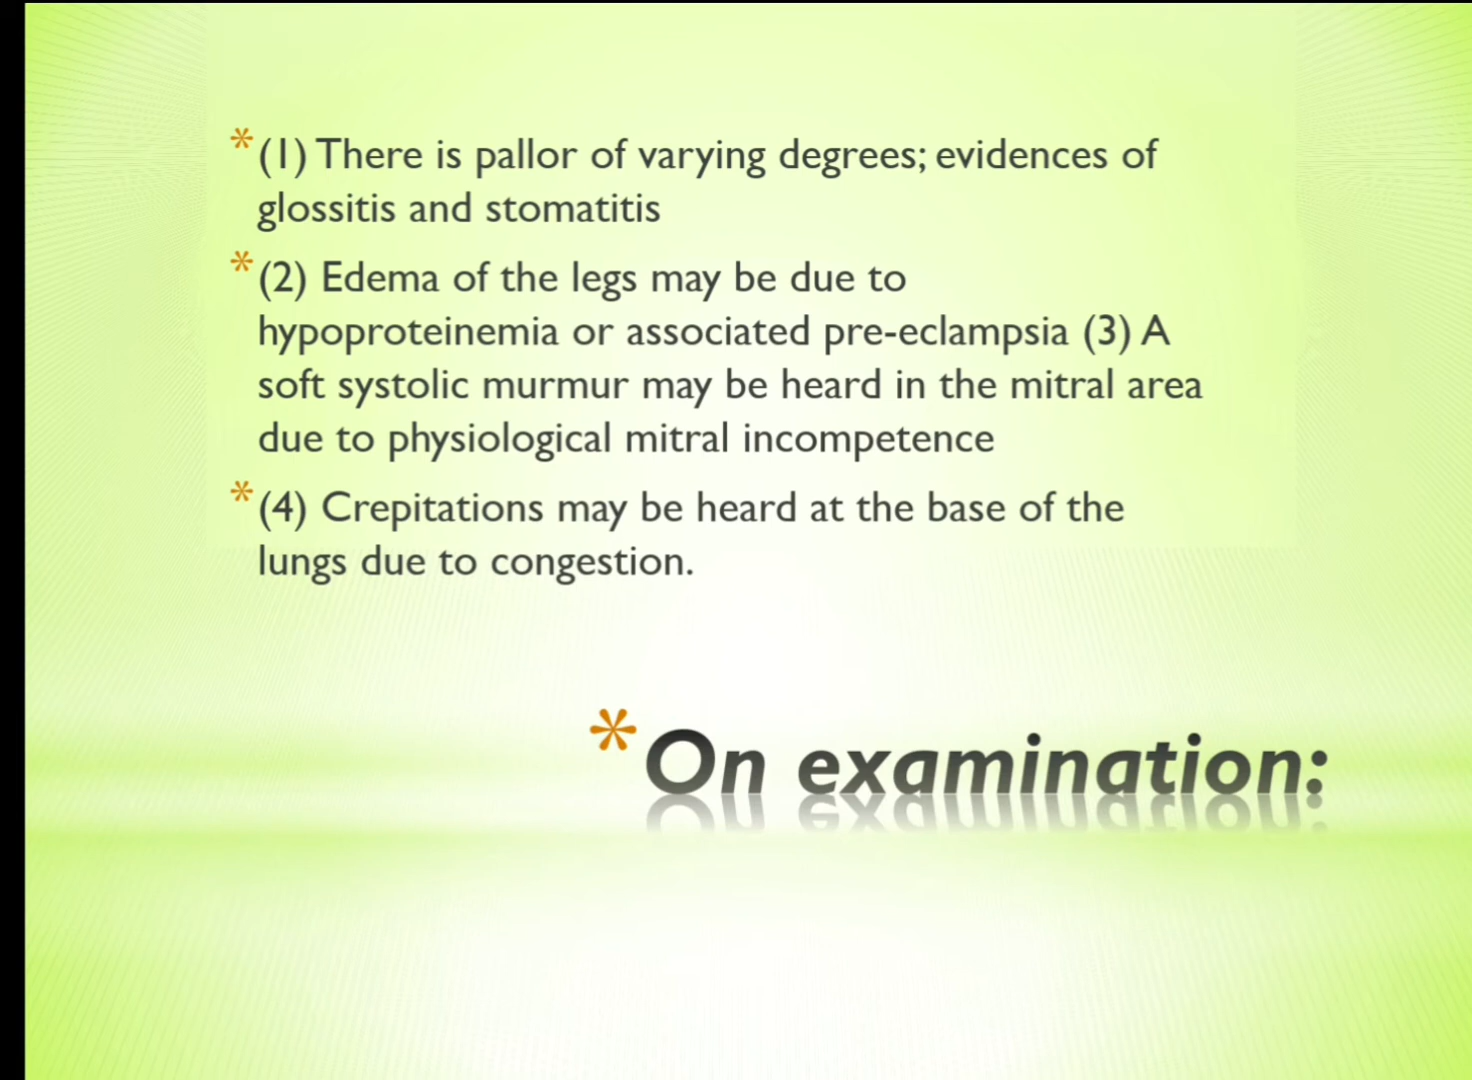 *(1) There is pallor of varying degrees; evidences of
glossitis and stomatitis
*(2) Edema of the legs may be due to
hypoproteinemia or associated pre-eclampsia (3) A
soft systolic murmur may be heard in the mitral area
due to physiological mitral incompetence
*(4) Crepitations may be heard at the base of the
lungs due to congestion.
*On examination: